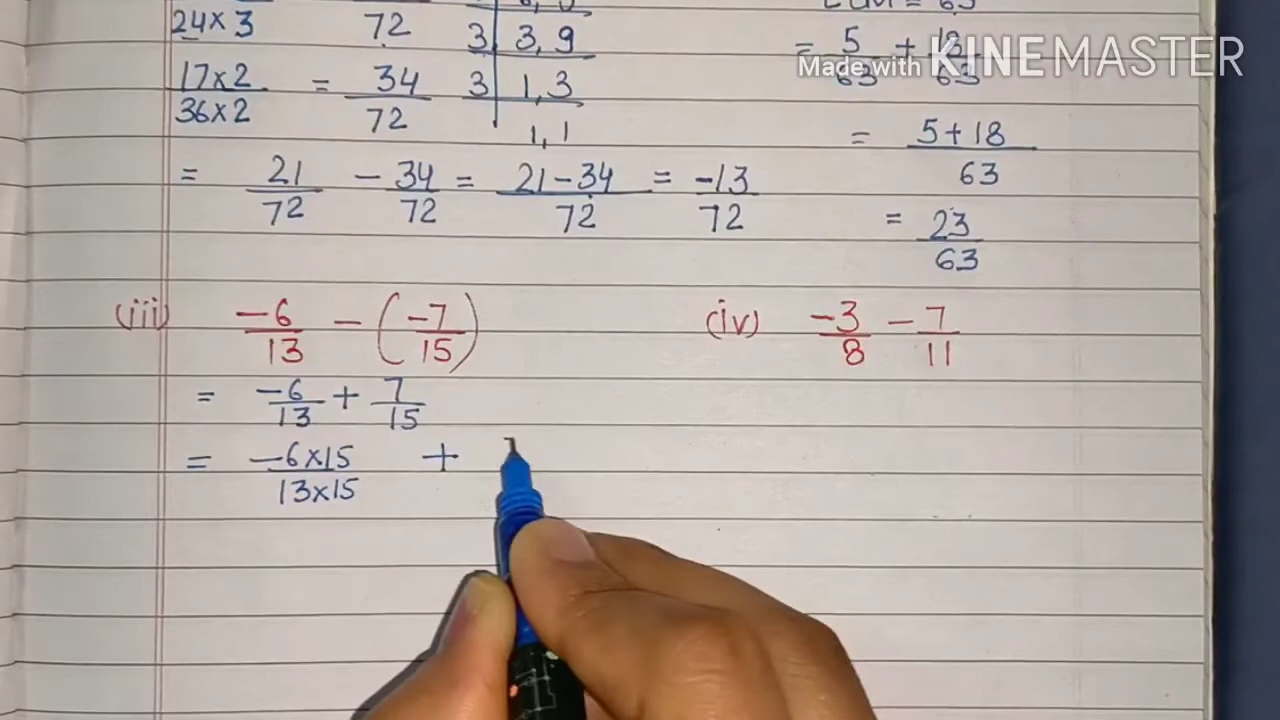 24×3 72 3 3, 9
17×2 = 34 3 1, 3
36×2 72 1, 1
= 21/72 - 34/72 = 21-34/72 = -13/72
= 5/63 + 18/63
Made with KINEMASTER
= 5+18/63
= 23/63
(iii) -6/13 - (-7/15)
= -6/13 + 7/15
= -6×15/13×15 +
(iv) -3/8 - 7/11